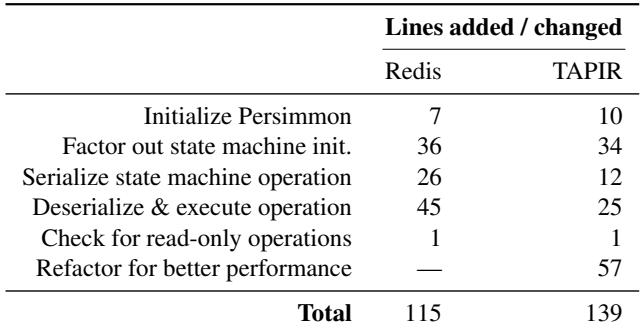 Lines added / changed
Redis TAPIR
Initialize Persimmon 7 10
Factor out state machine init. 36 34
Serialize state machine operation 26 12
Deserialize & execute operation 45 25
Check for read-only operations 1 1
Refactor for better performance — 57
Total 115 139